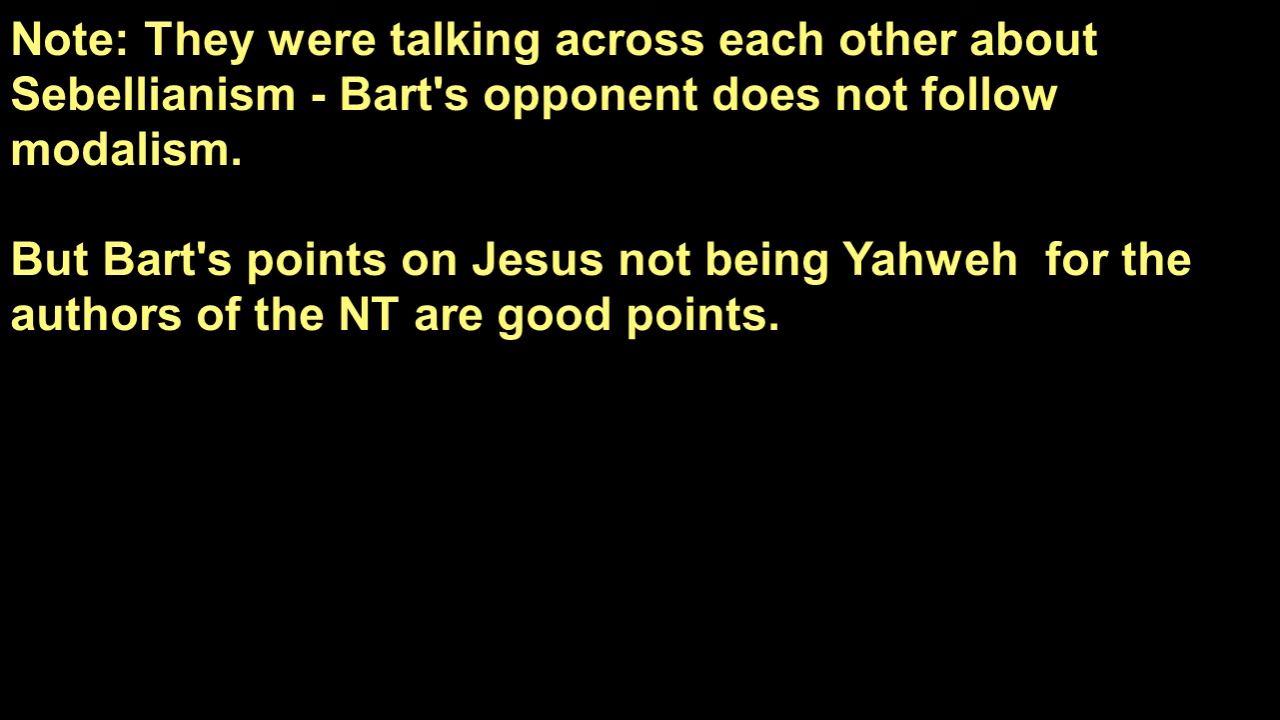 Note: They were talking across each other about
Sebellianism - Bart's opponent does not follow
modalism.
But Bart's points on Jesus not being Yahweh  for the
authors of the NT are good points.